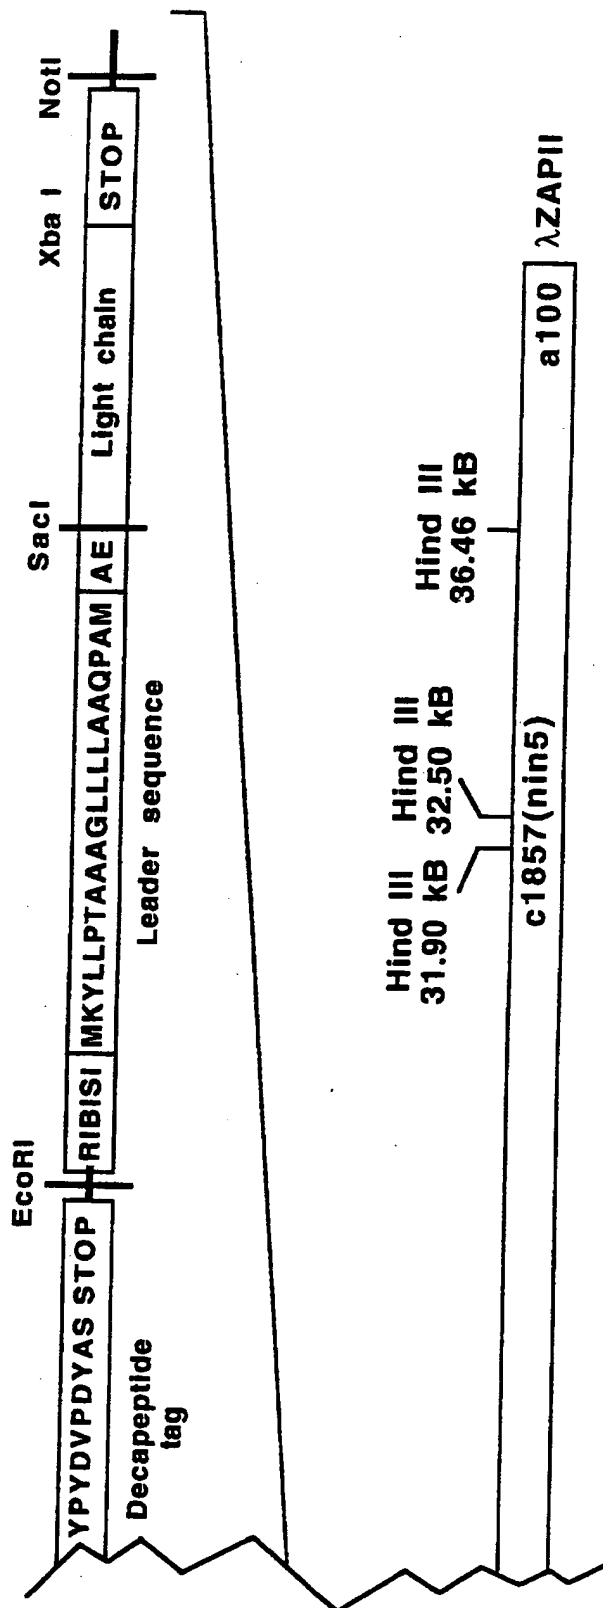 EcoRI
SacI
Xba I
NotI
YPYDVPDYAS STOP
RIBISI
MKYLLPTAAAGLLLLAAQPAM
AE
Light chain
STOP
Decapeptide
tag
Leader sequence
Hind III
31.90 kB
Hind III
32.50 kB
Hind III
36.46 kB
c1857(nin5)
a100
λZAPII